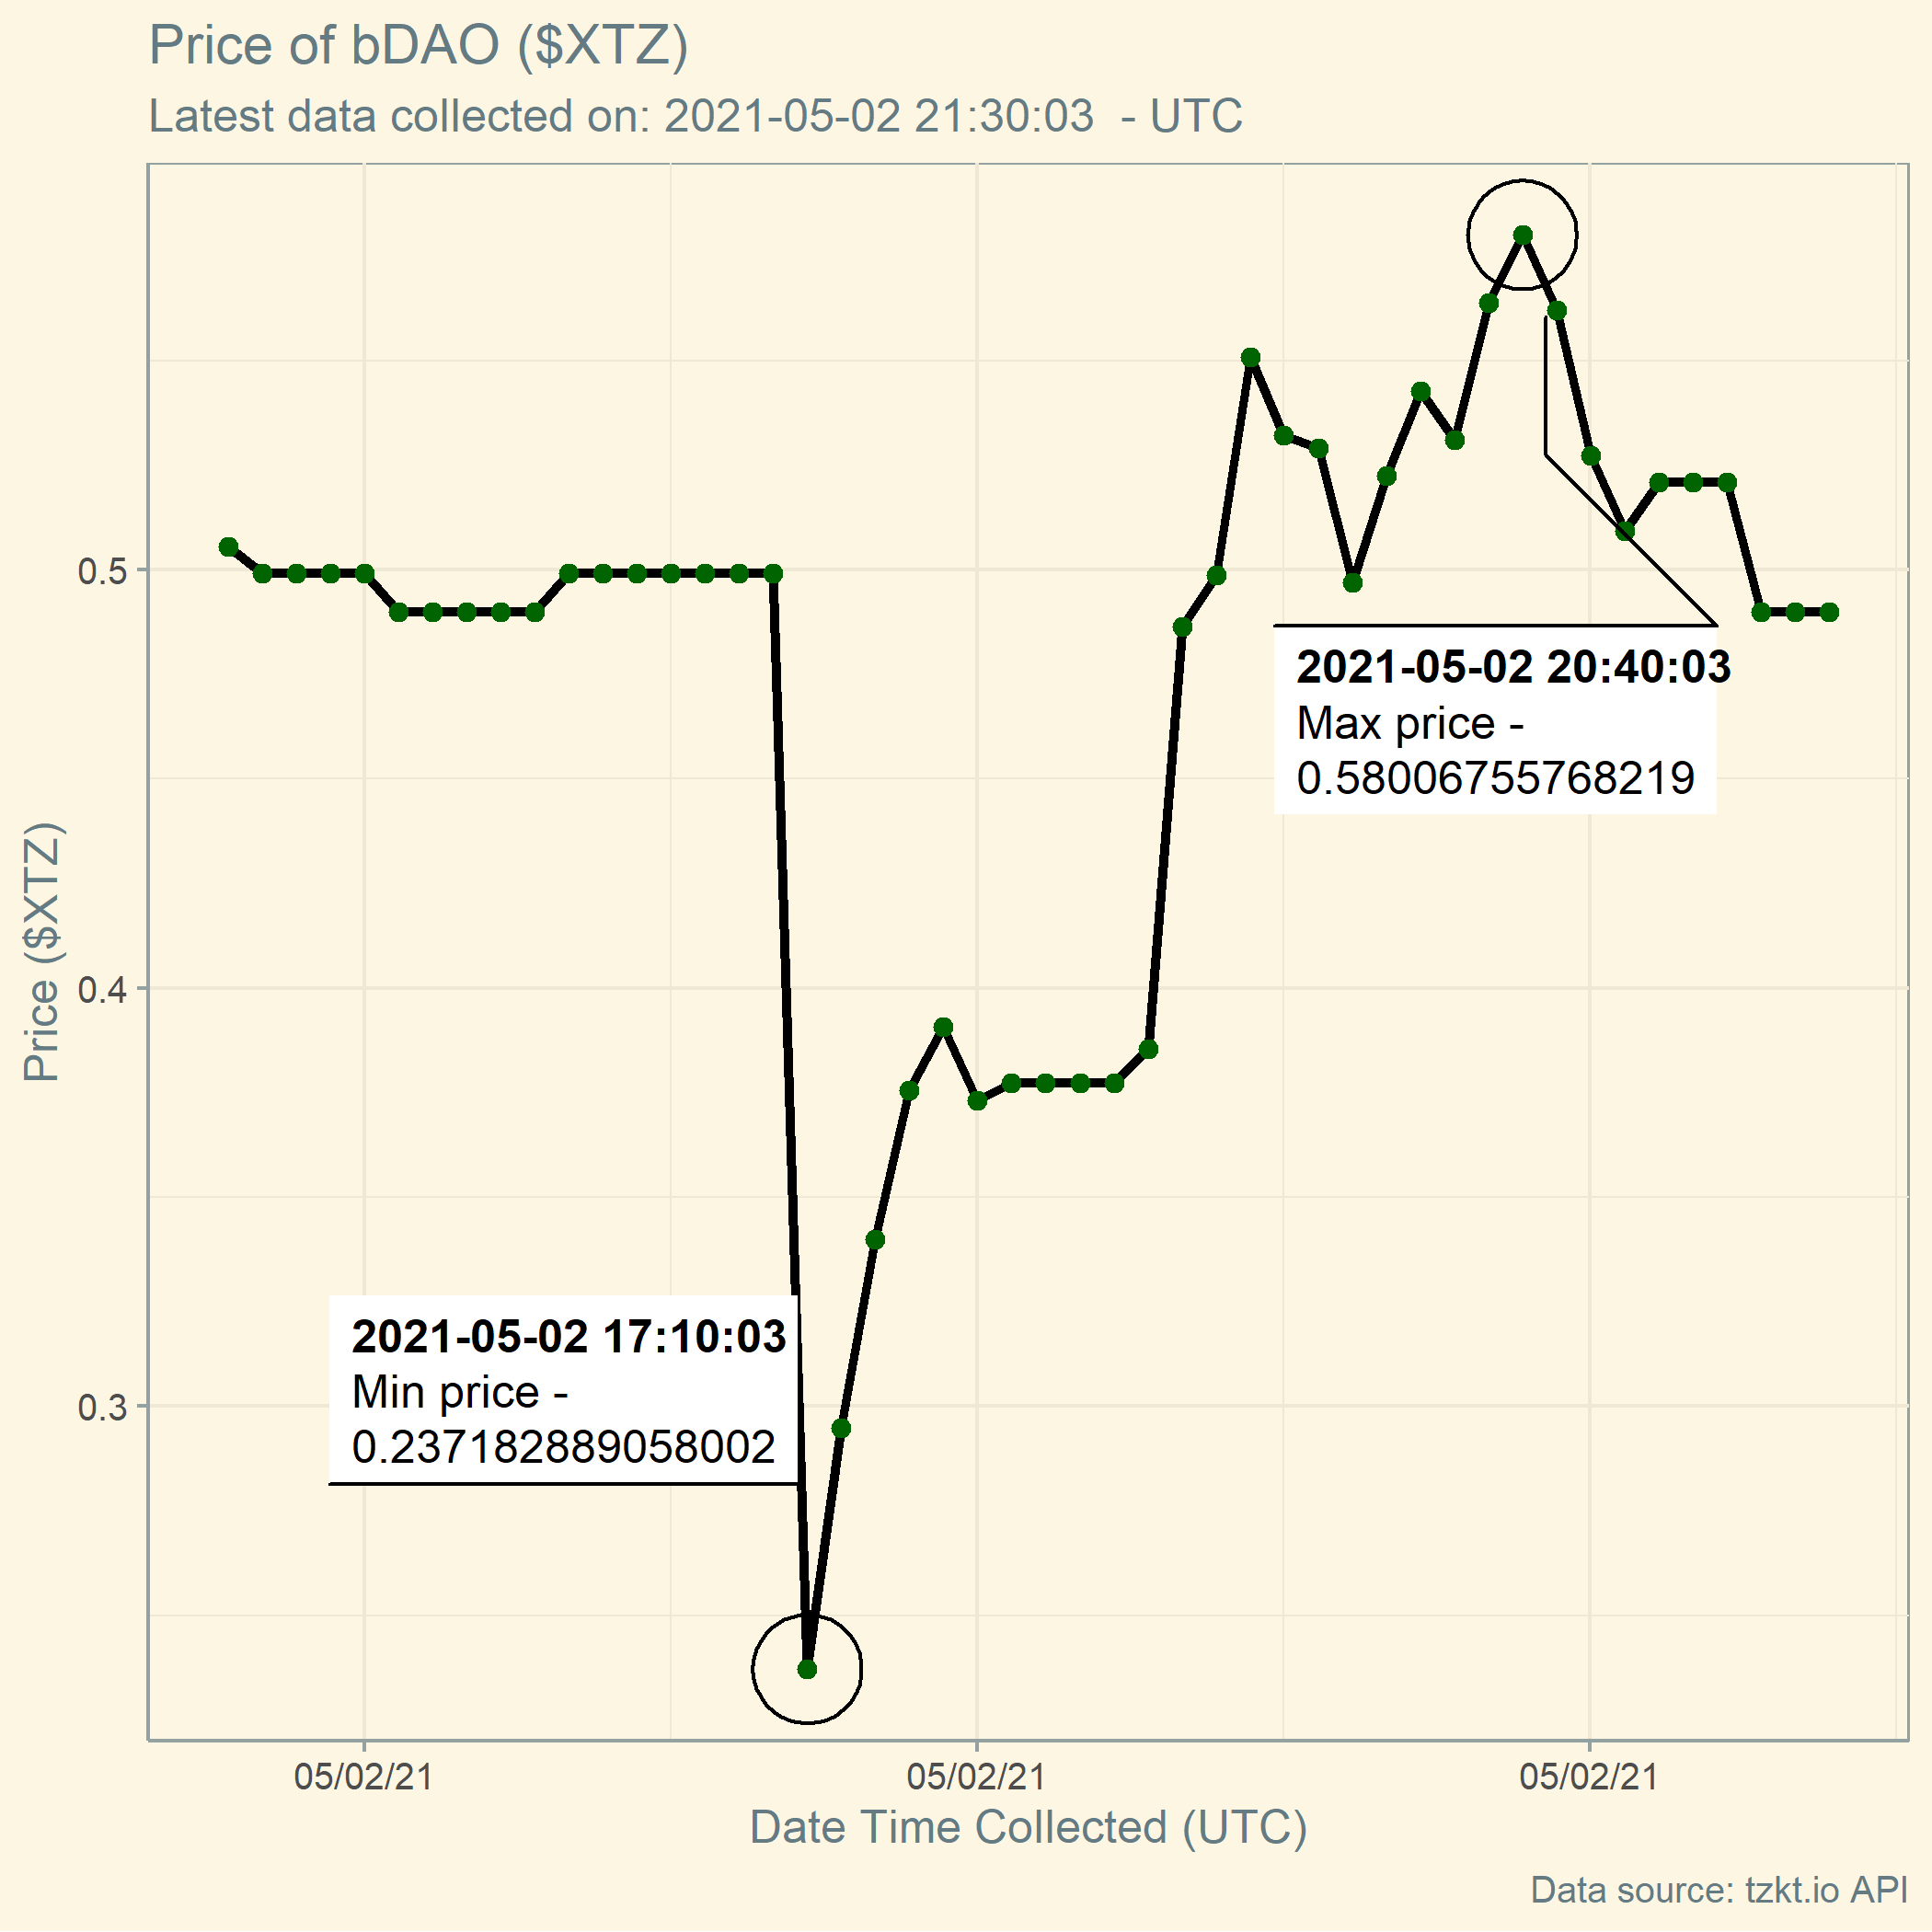 Price of bDAO ($XTZ)
Latest data collected on: 2021-05-02 21:30:03  - UTC
Price ($XTZ)
0.5
0.4
0.3
2021-05-02 20:40:03
Max price -
0.58006755768219
2021-05-02 17:10:03
Min price -
0.237182889058002
05/02/21
05/02/21
05/02/21
Date Time Collected (UTC)
Data source: tzkt.io API